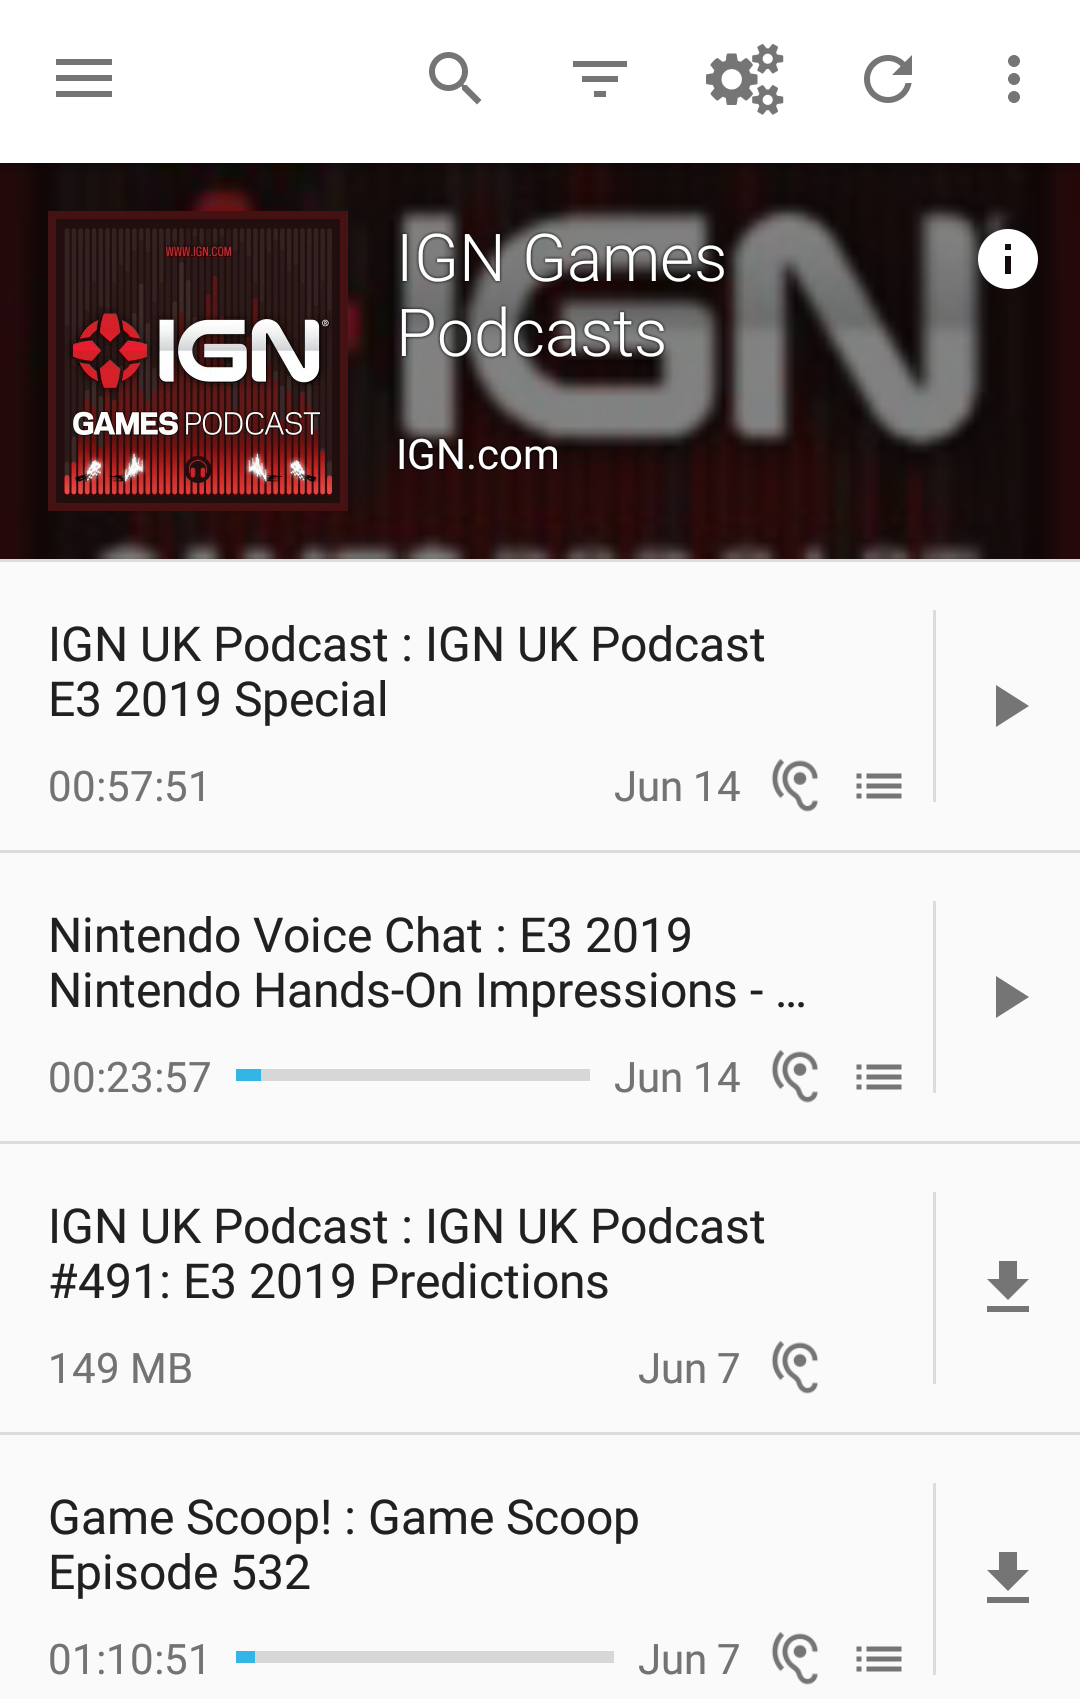 WWW.IGN.COM
IGN®
GAMES PODCAST
IGN
IGN Games
Podcasts
IGN.com
IGN UK Podcast : IGN UK Podcast
E3 2019 Special
00:57:51 Jun 14
Nintendo Voice Chat : E3 2019
Nintendo Hands-On Impressions - ...
00:23:57 Jun 14
IGN UK Podcast : IGN UK Podcast
#491: E3 2019 Predictions
149 MB Jun 7
Game Scoop! : Game Scoop
Episode 532
01:10:51 Jun 7